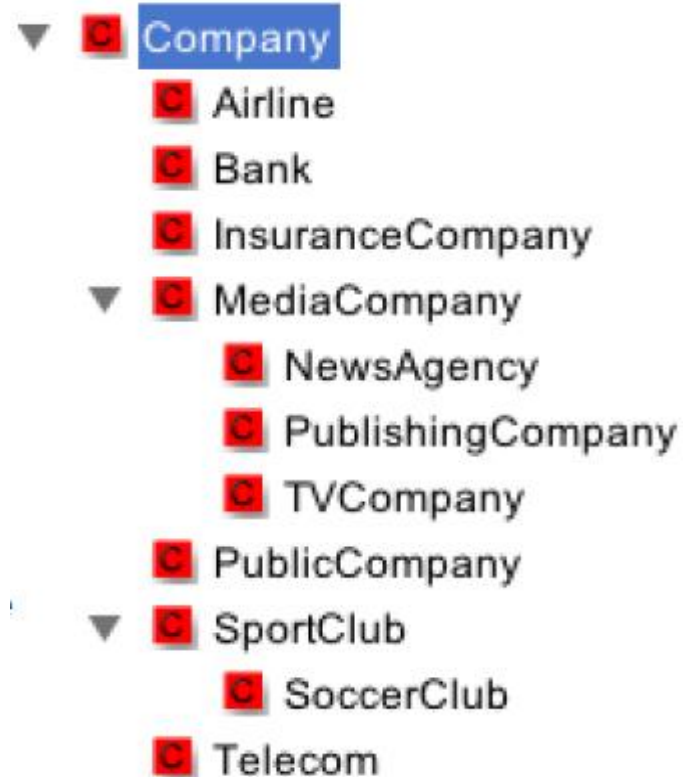 C Company
C Airline
C Bank
C InsuranceCompany
C MediaCompany
C NewsAgency
C PublishingCompany
C TVCompany
C PublicCompany
C SportClub
C SoccerClub
C Telecom